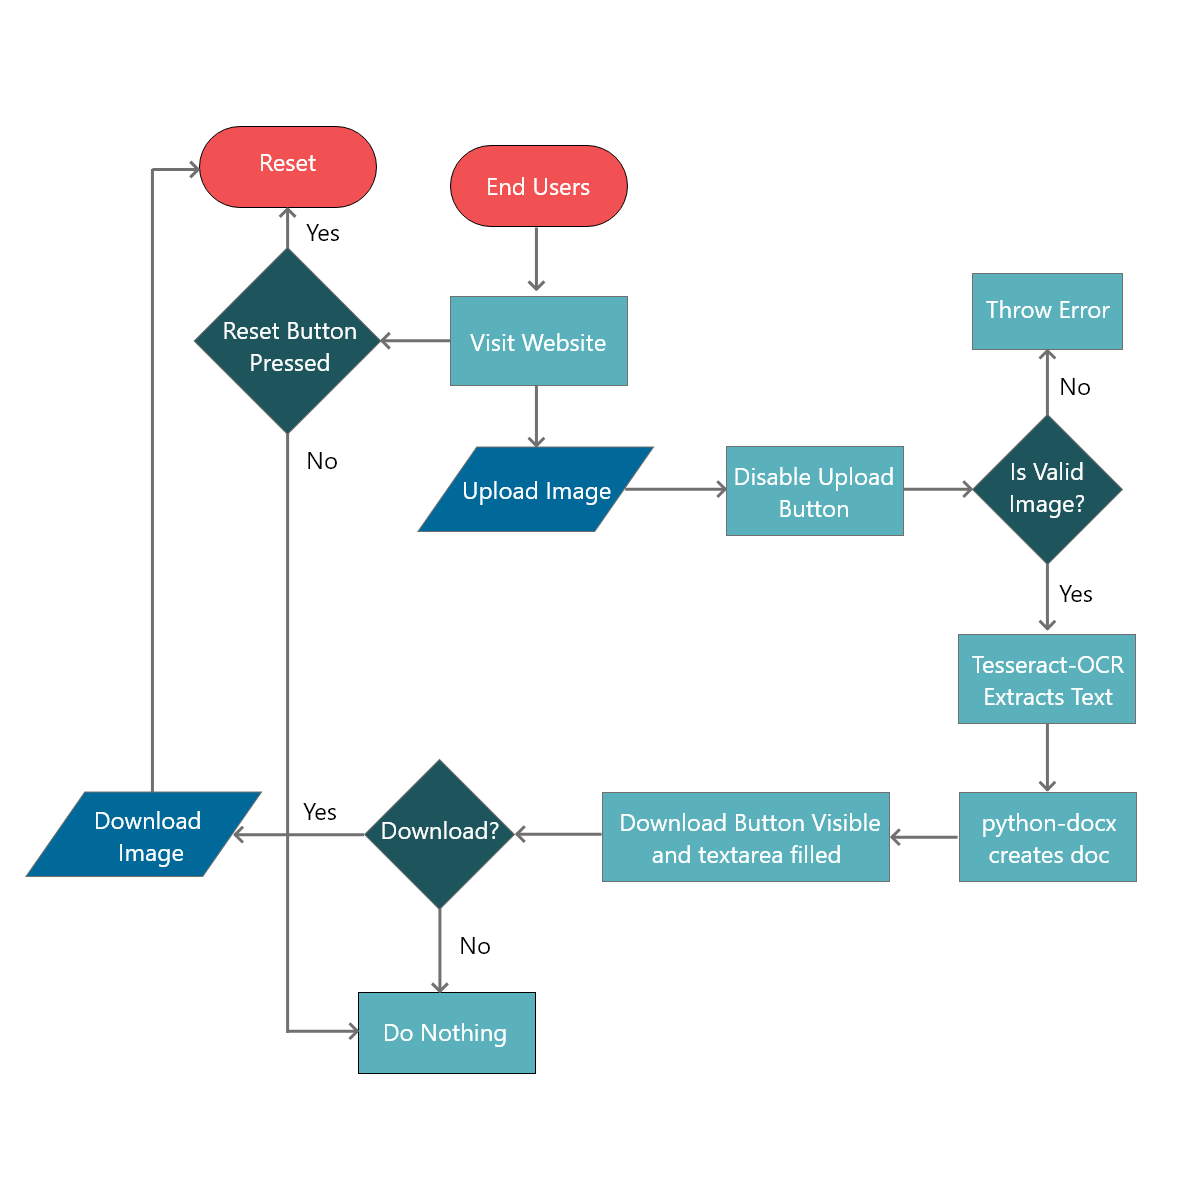 Reset
End Users
Yes
Reset Button
Pressed
Visit Website
Throw Error
No
No
Upload Image
Disable Upload
Button
Is Valid
Image?
Yes
Tesseract-OCR
Extracts Text
Download
Image
Yes
Download?
Download Button Visible
and textarea filled
python-docx
creates doc
No
Do Nothing